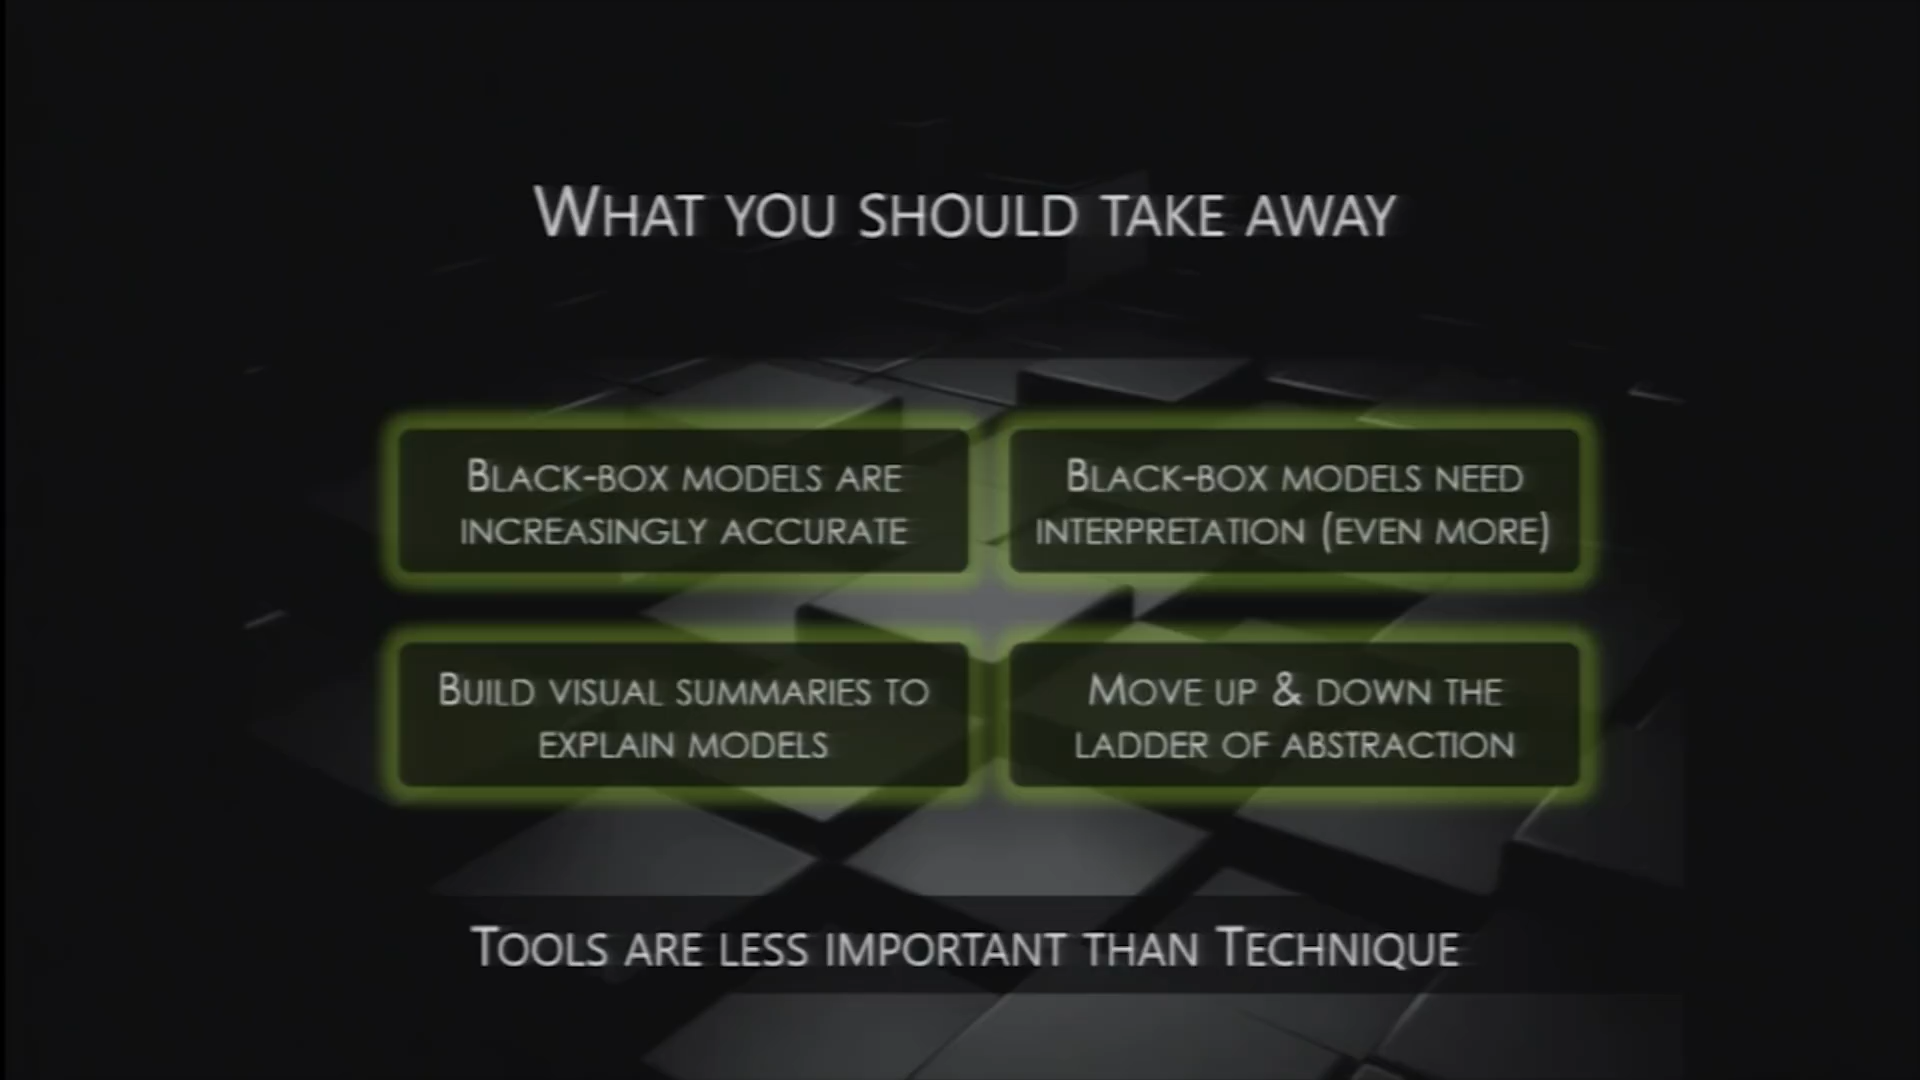 What you should take away
Black-box models are
increasingly accurate
Black-box models need
interpretation (even more)
Build visual summaries to
explain models
Move up & down the
ladder of abstraction
Tools are less important than Technique